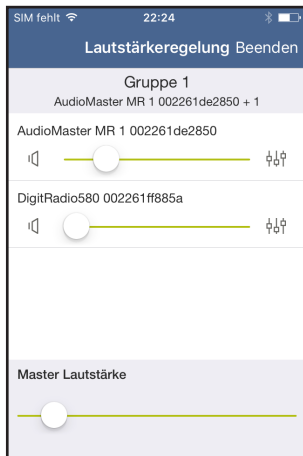 SIM fehlt 22:24
Lautstärkeregelung Beenden
Gruppe 1
AudioMaster MR 1 002261de2850 + 1
AudioMaster MR 1 002261de2850
DigitRadio580 002261ff885a
Master Lautstärke